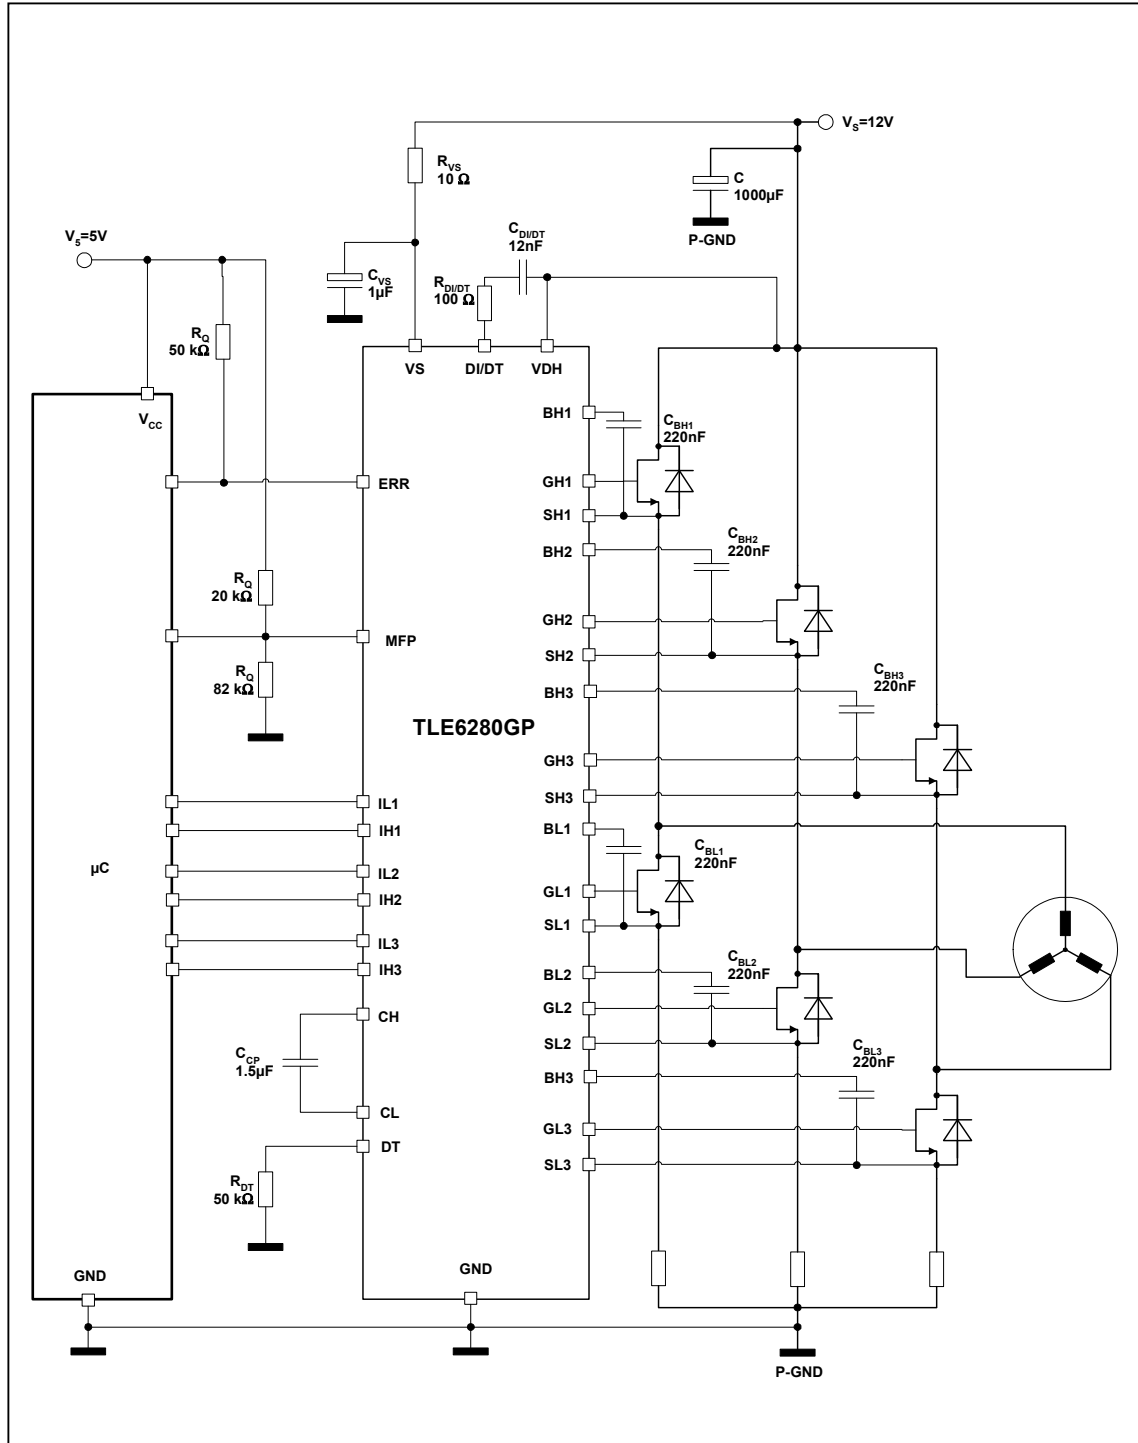 V_S=12V
R_VS
10 Ω
C
1000µF
P-GND
V_5=5V
C_DI/DT
12nF
C_VS
1µF
R_DI/DT
100 Ω
R_Q
50 kΩ
VS
DI/DT
VDH
V_CC
BH1
C_BH1
220nF
ERR
GH1
SH1
BH2
C_BH2
220nF
R_Q
20 kΩ
GH2
MFP
SH2
R_Q
82 kΩ
BH3
C_BH3
220nF
TLE6280GP
GH3
SH3
IL1
IH1
BL1
C_BL1
220nF
µC
IL2
IH2
GL1
SL1
IL3
IH3
BL2
C_BL2
220nF
GL2
CH
SL2
C_CP
1.5µF
C_BL3
220nF
BH3
CL
GL3
DT
SL3
R_DT
50 kΩ
GND
GND
P-GND